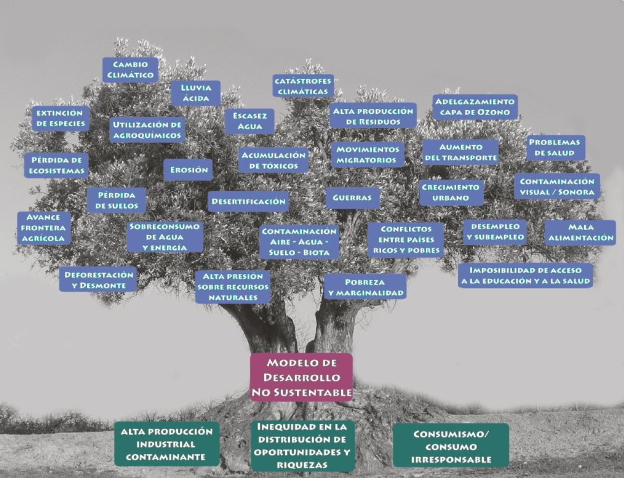 Cambio
Climático
Lluvia
ácida
catástrofes
climáticas
Extinción
de especies
Utilización de
agroquímicos
Escasez
Agua
Alta producción
de Residuos
Adelgazamiento
capa de Ozono
Pérdida de
ecosistemas
Erosión
Acumulación
de tóxicos
Movimientos
migratorios
Aumento
del transporte
Problemas
de salud
Pérdida
de suelos
Desertificación
Guerras
Crecimiento
urbano
Contaminación
visual / Sonora
Avance
frontera
agrícola
Sobreconsumo
de Agua
y energía
Contaminación
Aire - Agua -
Suelo - Biota
Conflictos
entre países
ricos y pobres
desempleo
y subempleo
Mala
alimentación
Deforestación
y Desmonte
Alta presión
sobre recursos
naturales
Pobreza
y marginalidad
Imposibilidad de acceso
a la educación y a la salud
Modelo de
Desarrollo
No Sustentable
alta producción
industrial
contaminante
Inequidad en la
distribución de
oportunidades y
riquezas
Consumismo/
consumo
irresponsable